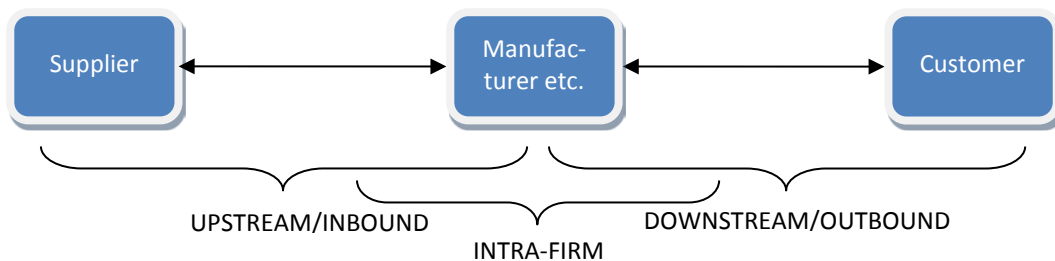 Supplier
Manufac-
turer etc.
Customer
UPSTREAM/INBOUND
DOWNSTREAM/OUTBOUND
INTRA-FIRM